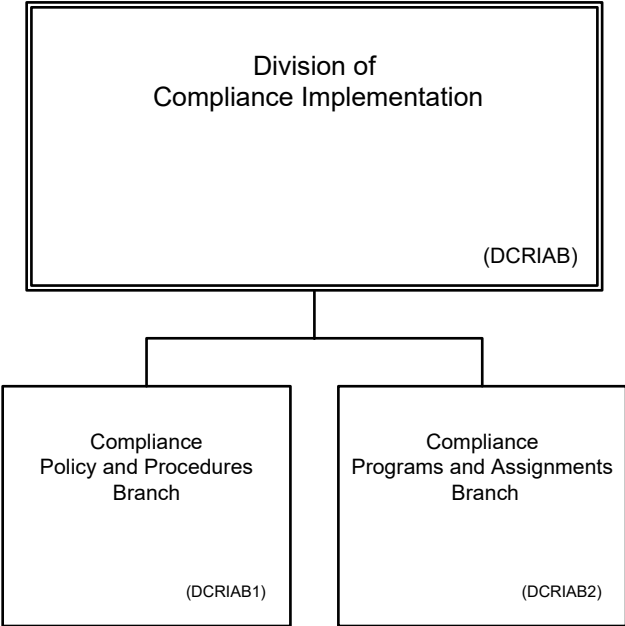 Division of
Compliance Implementation
(DCRIAB)
Compliance
Policy and Procedures
Branch
(DCRIAB1)
Compliance
Programs and Assignments
Branch
(DCRIAB2)